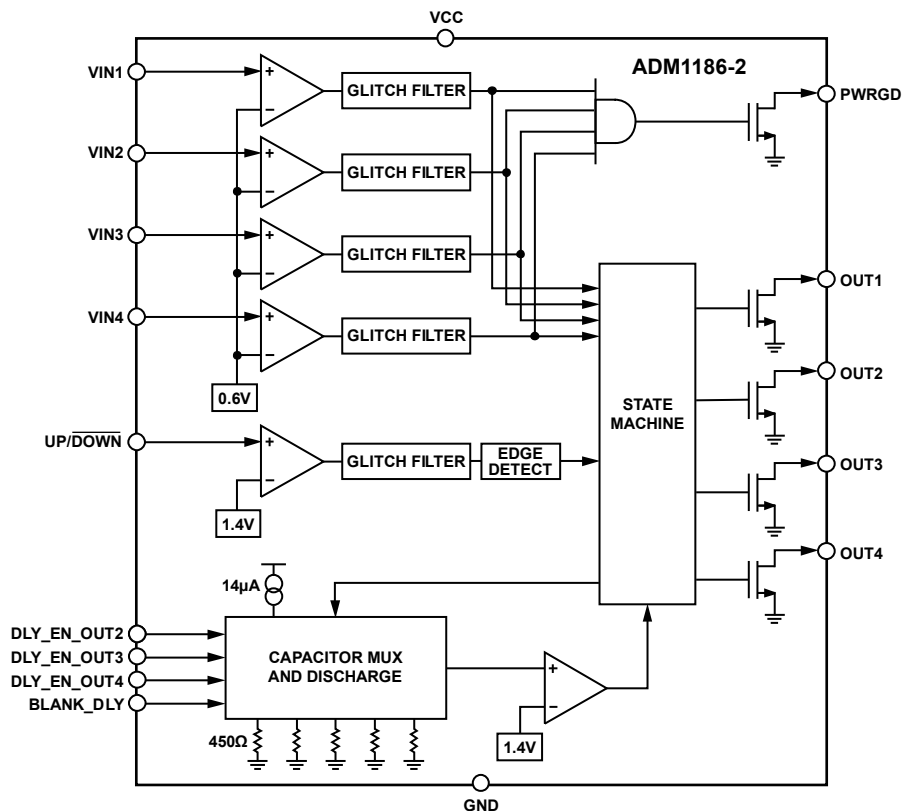 VCC
ADM1186-2
VIN1
GLITCH FILTER
PWRGD
VIN2
GLITCH FILTER
VIN3
GLITCH FILTER
OUT1
VIN4
GLITCH FILTER
0.6V
OUT2
STATE
MACHINE
UP/DOWN
GLITCH FILTER
EDGE
DETECT
OUT3
1.4V
OUT4
14µA
DLY_EN_OUT2
DLY_EN_OUT3
DLY_EN_OUT4
BLANK_DLY
CAPACITOR MUX
AND DISCHARGE
450Ω
1.4V
GND
+
−
+
−
+
−
+
−
+
−
+
−